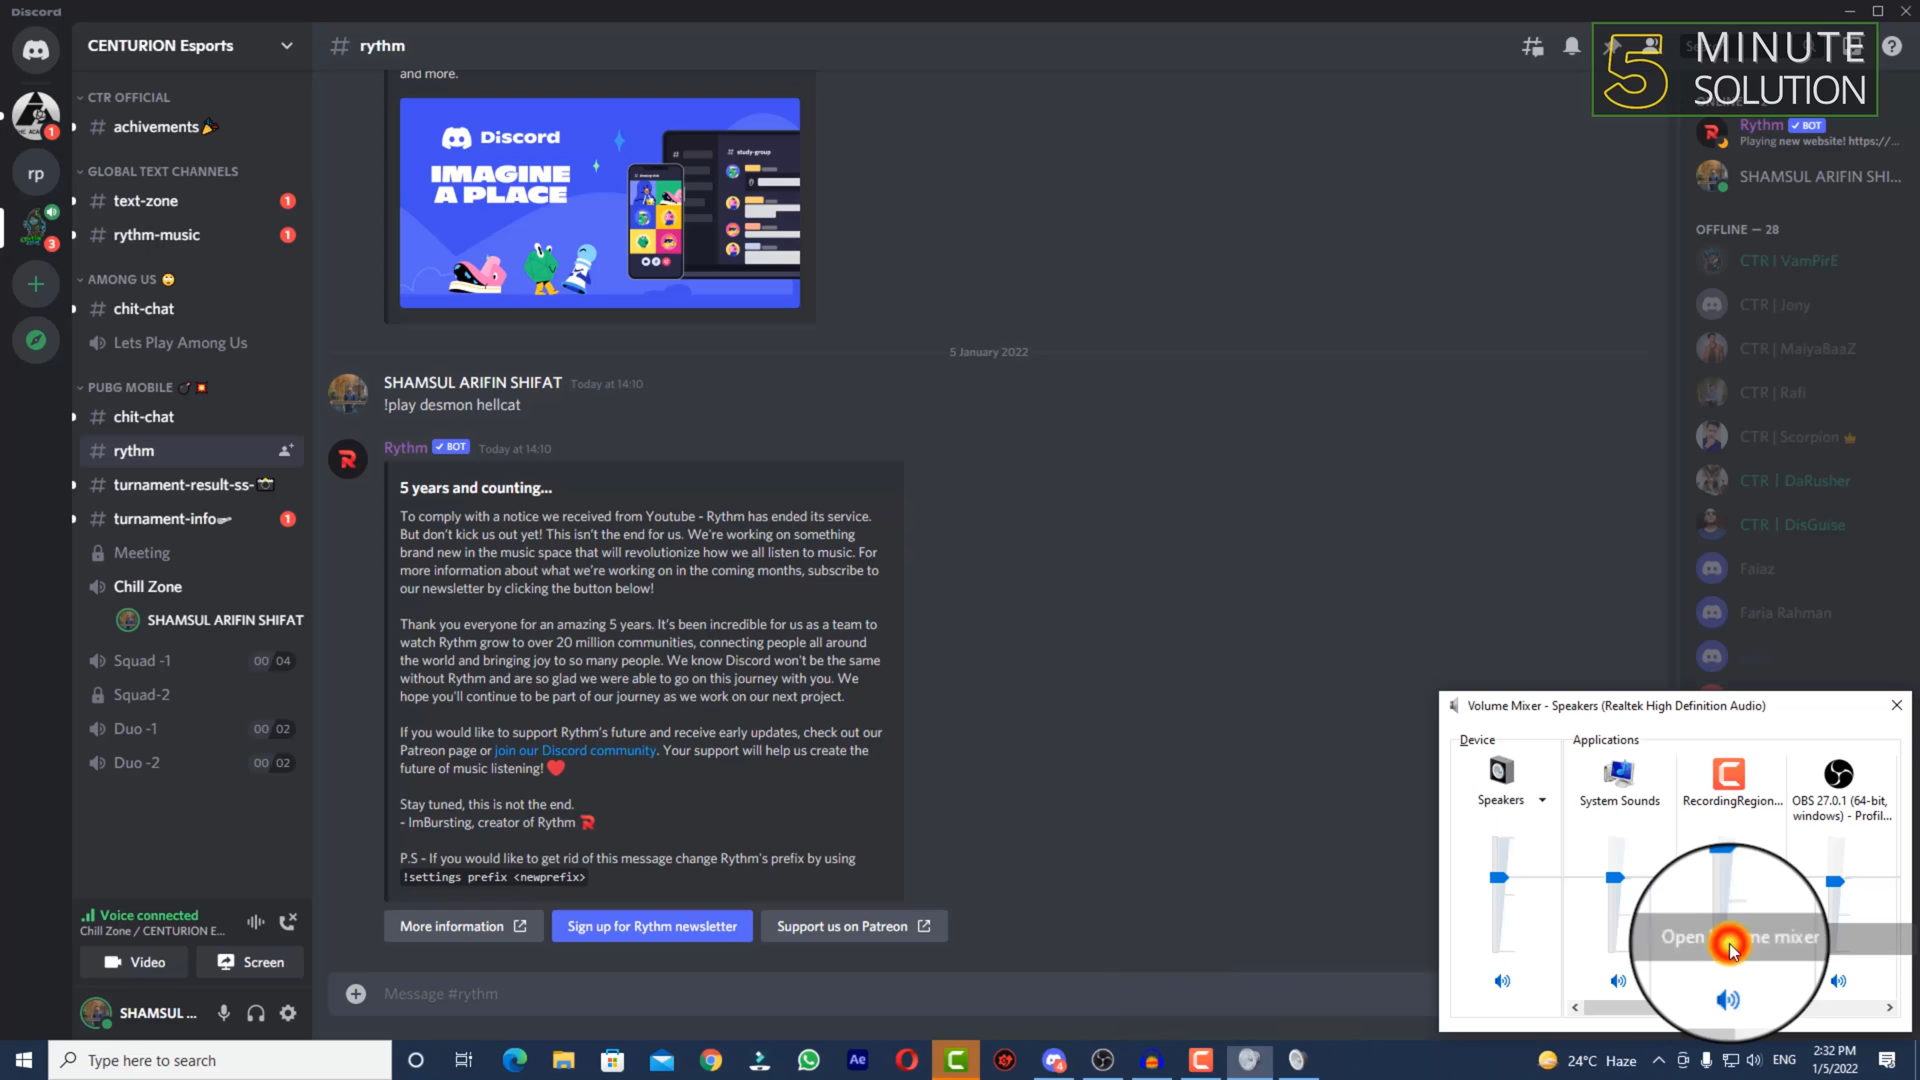 Discord
CENTURION Esports
CTR OFFICIAL
# achivements
GLOBAL TEXT CHANNELS
# text-zone 1
# rythm-music 1
AMONG US
# chit-chat
Lets Play Among Us
PUBG MOBILE
# chit-chat
# rythm
# turnament-result-ss-
# turnament-info 1
Meeting
Chill Zone
SHAMSUL ARIFIN SHIFAT
Squad -1 00 04
Squad-2
Duo -1 00 02
Duo -2 00 02
Voice connected
Chill Zone / CENTURION E...
Video
Screen
SHAMSUL ...
1
rp
3
# rythm
and more.
Discord
IMAGINE
A PLACE
# study-group
5 January 2022
SHAMSUL ARIFIN SHIFAT Today at 14:10
!play desmon hellcat
Rythm BOT Today at 14:10
5 years and counting...
To comply with a notice we received from Youtube - Rythm has ended its service.
But don't kick us out yet! This isn't the end for us. We're working on something
brand new in the music space that will revolutionize how we all listen to music. For
more information about what we're working on in the coming months, subscribe to
our newsletter by clicking the button below!
Thank you everyone for an amazing 5 years. It's been incredible for us as a team to
watch Rythm grow to over 20 million communities, connecting people all around
the world and bringing joy to so many people. We know Discord won't be the same
without Rythm and are so glad we were able to go on this journey with you. We
hope you'll continue to be part of our journey as we work on our next project.
If you would like to support Rythm's future and receive early updates, check out our
Patreon page or join our Discord community. Your support will help us create the
future of music listening!
Stay tuned, this is not the end.
- ImBursting, creator of Rythm
P.S - If you would like to get rid of this message change Rythm's prefix by using
!settings prefix <newprefix>
More information
Sign up for Rythm newsletter
Support us on Patreon
Message #rythm
5 MINUTE
SOLUTION
Rythm BOT
Playing new website! https://...
SHAMSUL ARIFIN SHI...
OFFLINE — 28
CTR | VamPirE
CTR | Jony
CTR | MaiyaBaaZ
CTR | Rafi
CTR | Scorpion
CTR | DaRusher
CTR | DisGuise
Faiaz
Faria Rahman
Volume Mixer - Speakers (Realtek High Definition Audio)
Device
Applications
Speakers
System Sounds
RecordingRegion...
OBS 27.0.1 (64-bit,
windows) - Profil...
Open mixer
Type here to search
Ae
4
24°C Haze
ENG
2:32 PM
1/5/2022